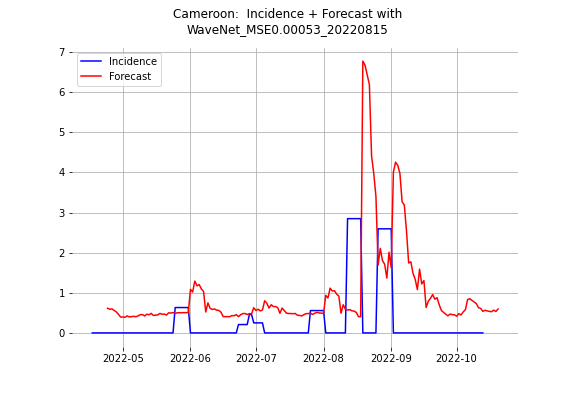 Cameroon:  Incidence + Forecast with
WaveNet_MSE0.00053_20220815
Incidence
Forecast
7
6
5
4
3
2
1
0
2022-05 2022-06 2022-07 2022-08 2022-09 2022-10